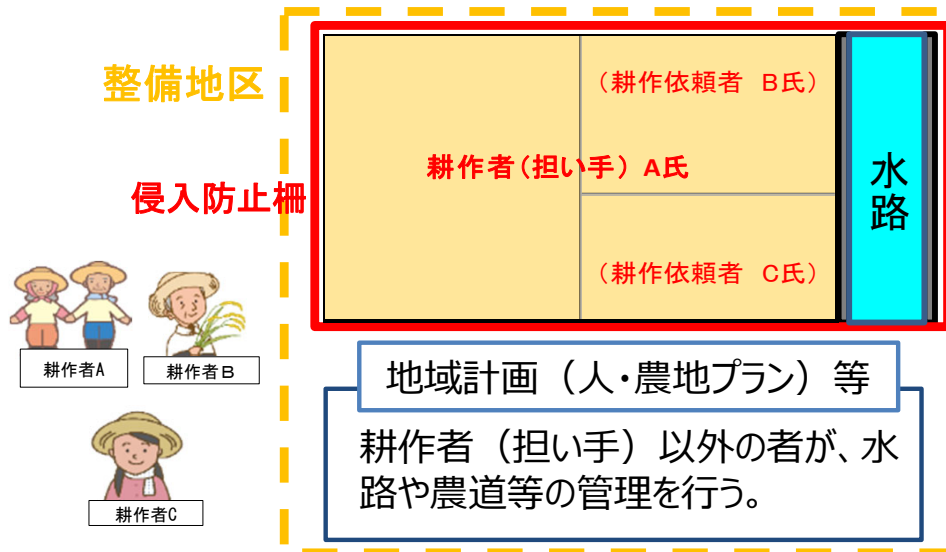 整備地区
(耕作依頼者 B氏)
耕作者(担い手) A氏
侵入防止柵
水路
(耕作依頼者 C氏)
耕作者A
耕作者B
耕作者C
地域計画(人・農地プラン)等
耕作者(担い手)以外の者が、水
路や農道等の管理を行う。